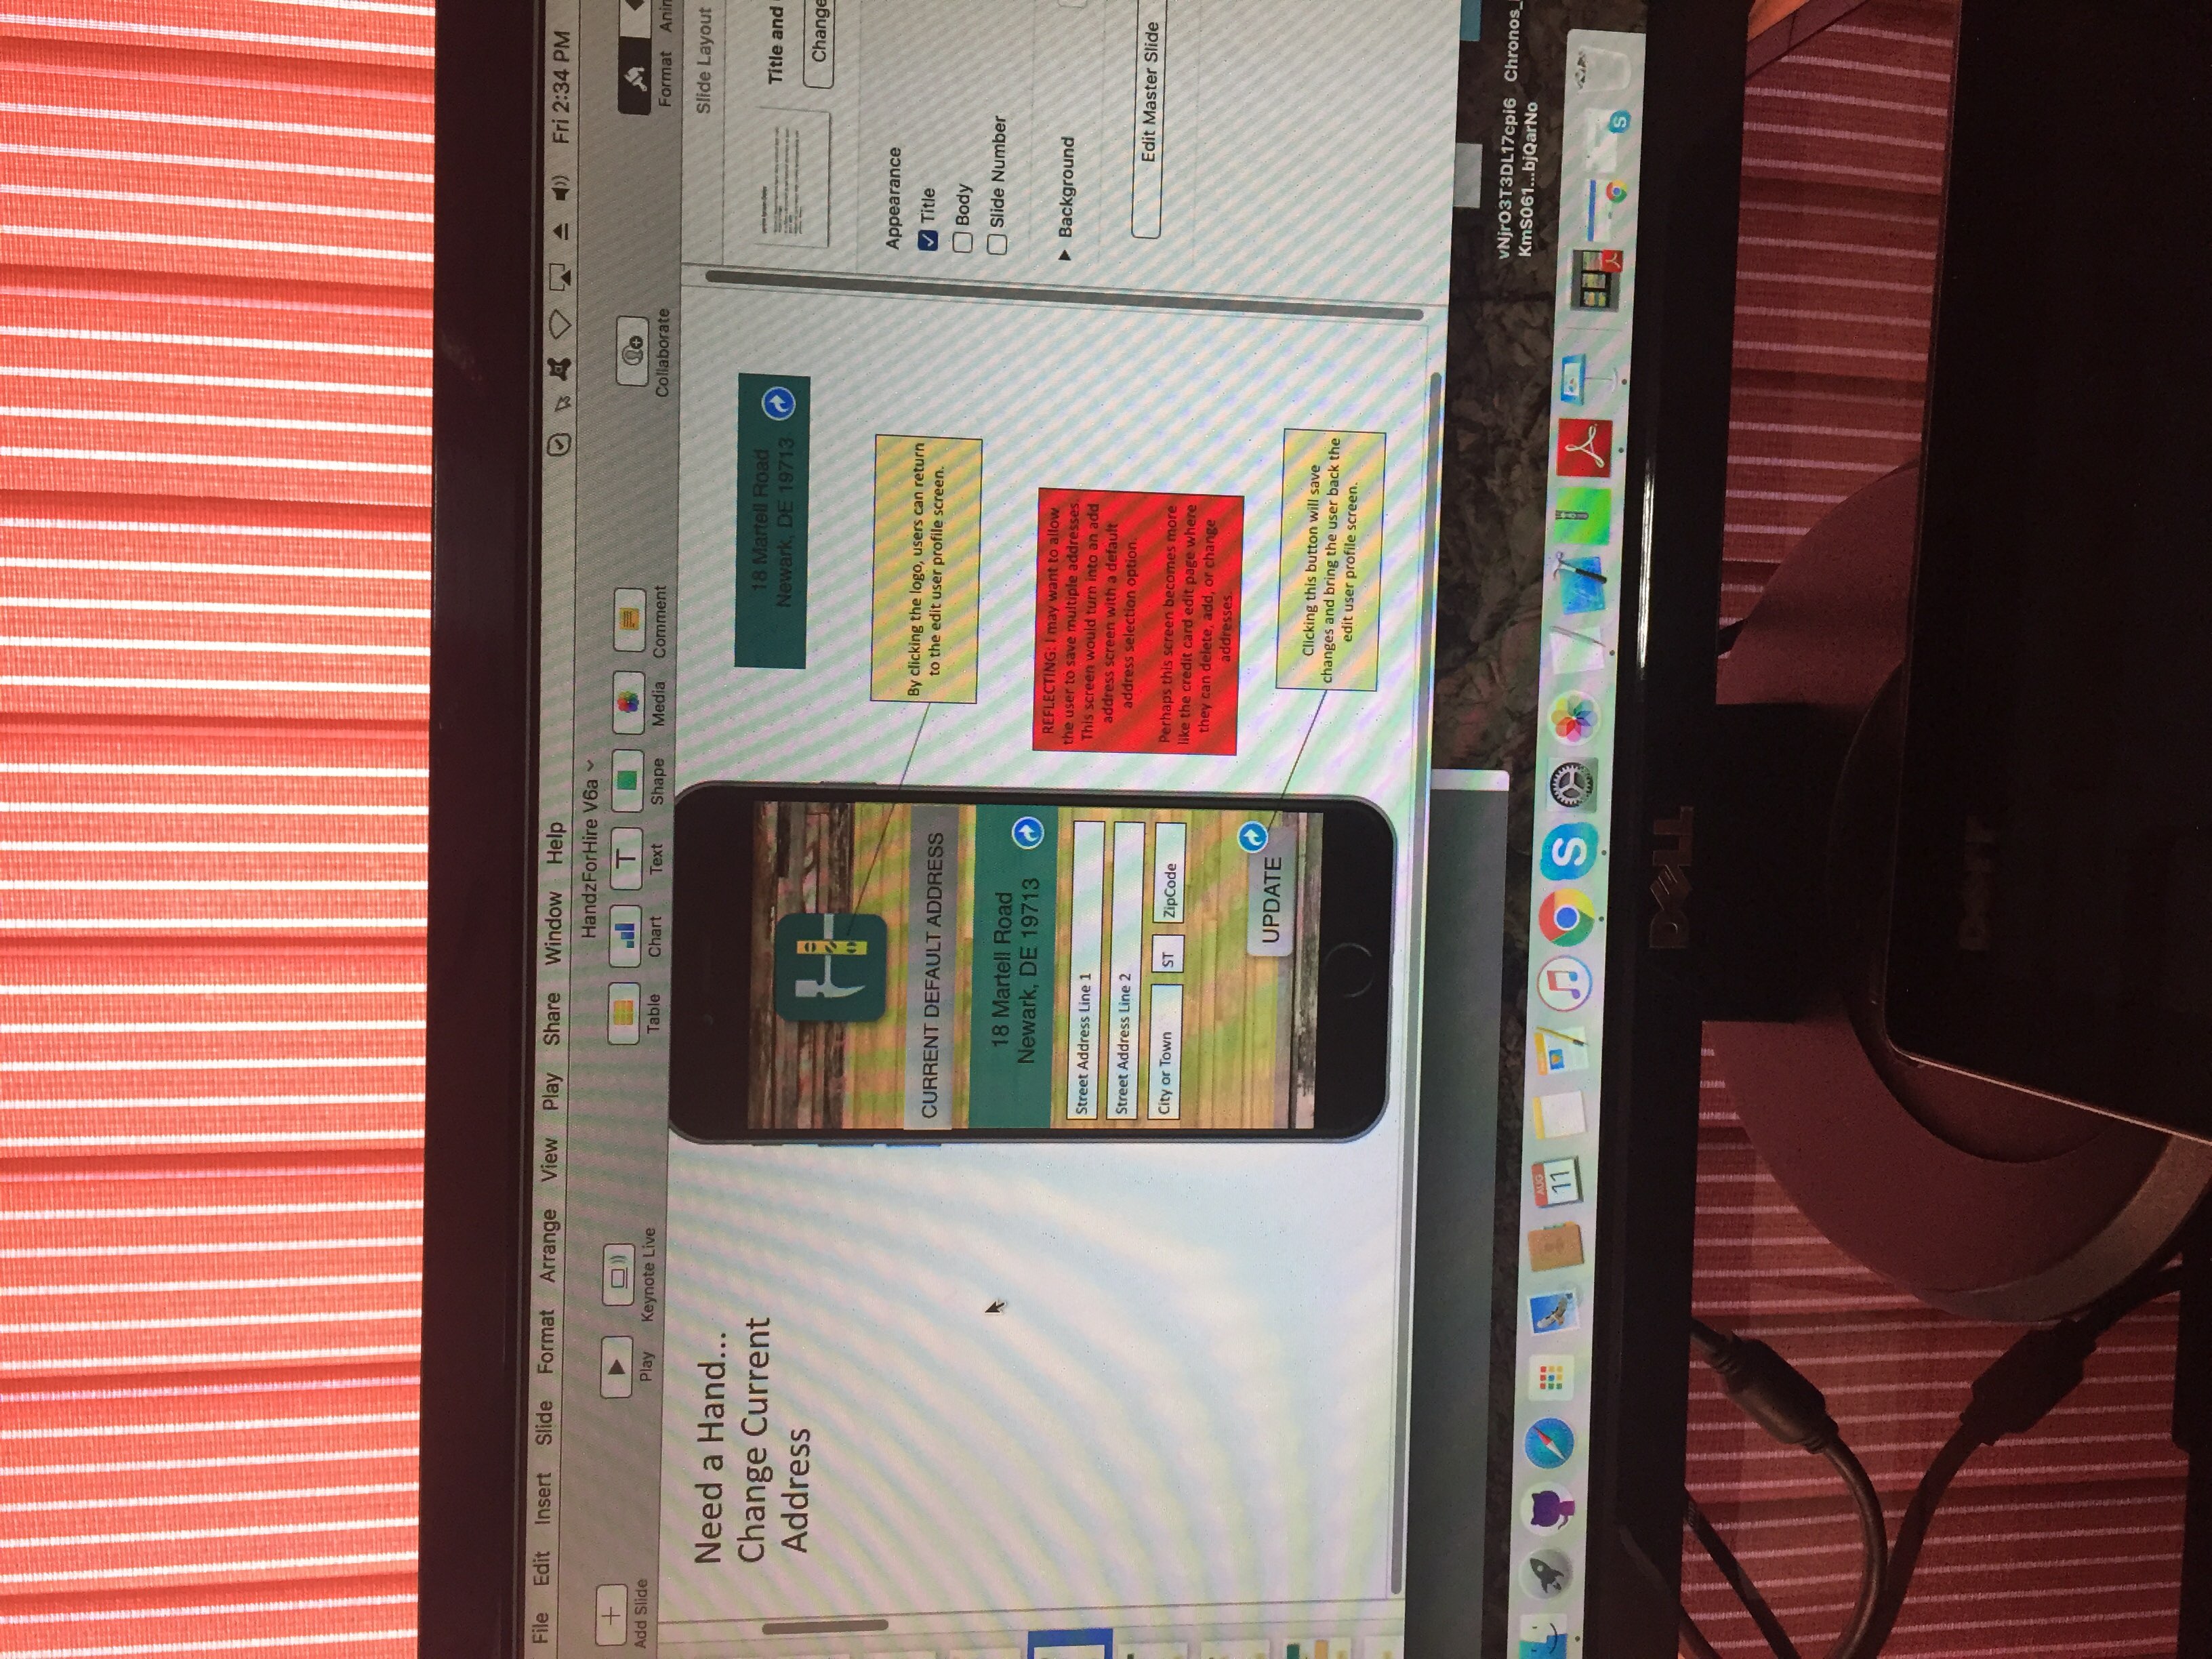 File Edit Insert Slide Format Arrange View Play Share Window Help
Fri 2:34 PM
HandzForHire V6a
Add Slide
Play
Keynote Live
Table
Chart
Text
Shape
Media
Comment
Collaborate
Format
Slide Layout
Need a Hand...
Change Current
Address
CURRENT DEFAULT ADDRESS
18 Martell Road
Newark, DE 19713
Street Address Line 1
Street Address Line 2
City or Town
ST
ZipCode
UPDATE
18 Martell Road
Newark, DE 19713
By clicking the logo, users can return
to the edit user profile screen.
REFLECTING: I may want to allow
the user to save multiple addresses.
This screen would turn into an add
address screen with a default
address selection option.
Perhaps this screen becomes more
like the credit card edit page where
they can delete, add, or change
addresses.
Clicking this button will save
changes and bring the user back the
edit user profile screen.
Title and
Change
Appearance
Title
Body
Slide Number
Background
Edit Master Slide
vNjrO3T3DL17cpi6
KmS061...bjQarNo
Chronos_
AUG
11
DELL